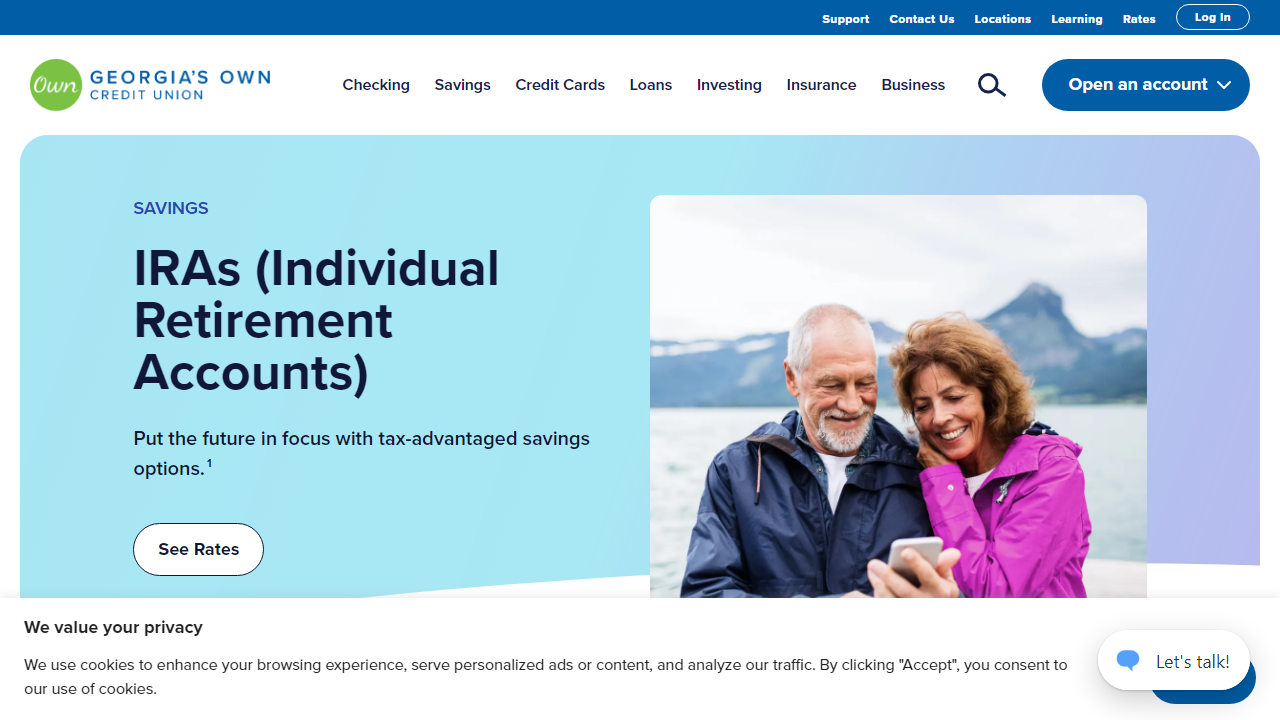 Support Contact Us Locations Learning Rates Log In
Own GEORGIA'S OWN
CREDIT UNION
Checking Savings Credit Cards Loans Investing Insurance Business Open an account
SAVINGS
IRAs (Individual
Retirement
Accounts)
Put the future in focus with tax-advantaged savings
options.¹
See Rates
We value your privacy
We use cookies to enhance your browsing experience, serve personalized ads or content, and analyze our traffic. By clicking "Accept", you consent to
our use of cookies.
Let's talk!